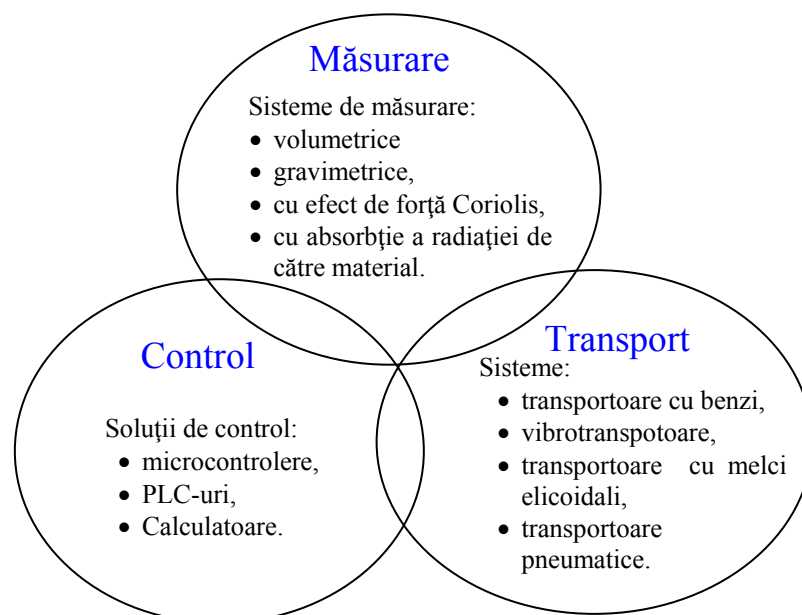 Măsurare
Sisteme de măsurare:
• volumetrice
• gravimetrice,
• cu efect de forţă Coriolis,
• cu absorbţie a radiaţiei de
către material.
Control
Soluţii de control:
• microcontrolere,
• PLC-uri,
• Calculatoare.
Transport
Sisteme:
• transportoare cu benzi,
• vibrotranspotoare,
• transportoare cu melci
elicoidali,
• transportoare
pneumatice.